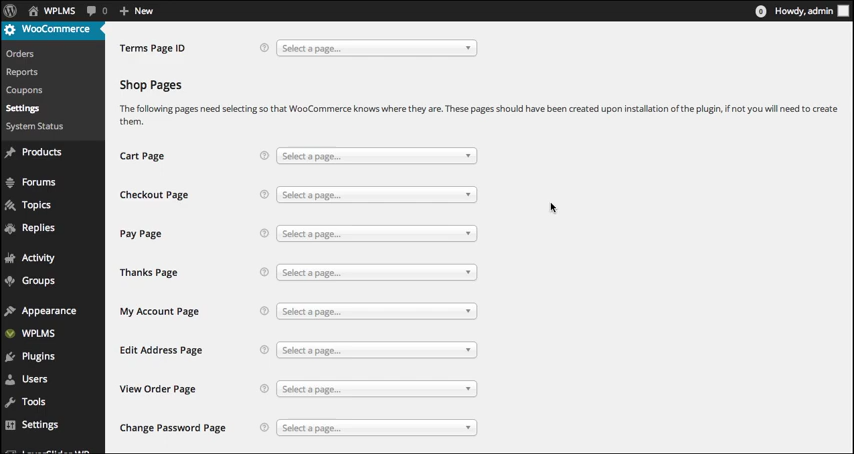 WPLMS 0 + New 0 Howdy, admin
WooCommerce
Orders
Reports
Coupons
Settings
System Status
Products
Forums
Topics
Replies
Activity
Groups
Appearance
WPLMS
Plugins
Users
Tools
Settings
LayerSlider WP
Terms Page ID ? Select a page...
Shop Pages
The following pages need selecting so that WooCommerce knows where they are. These pages should have been created upon installation of the plugin, if not you will need to create
them.
Cart Page ? Select a page...
Checkout Page ? Select a page...
Pay Page ? Select a page...
Thanks Page ? Select a page...
My Account Page ? Select a page...
Edit Address Page ? Select a page...
View Order Page ? Select a page...
Change Password Page ? Select a page...